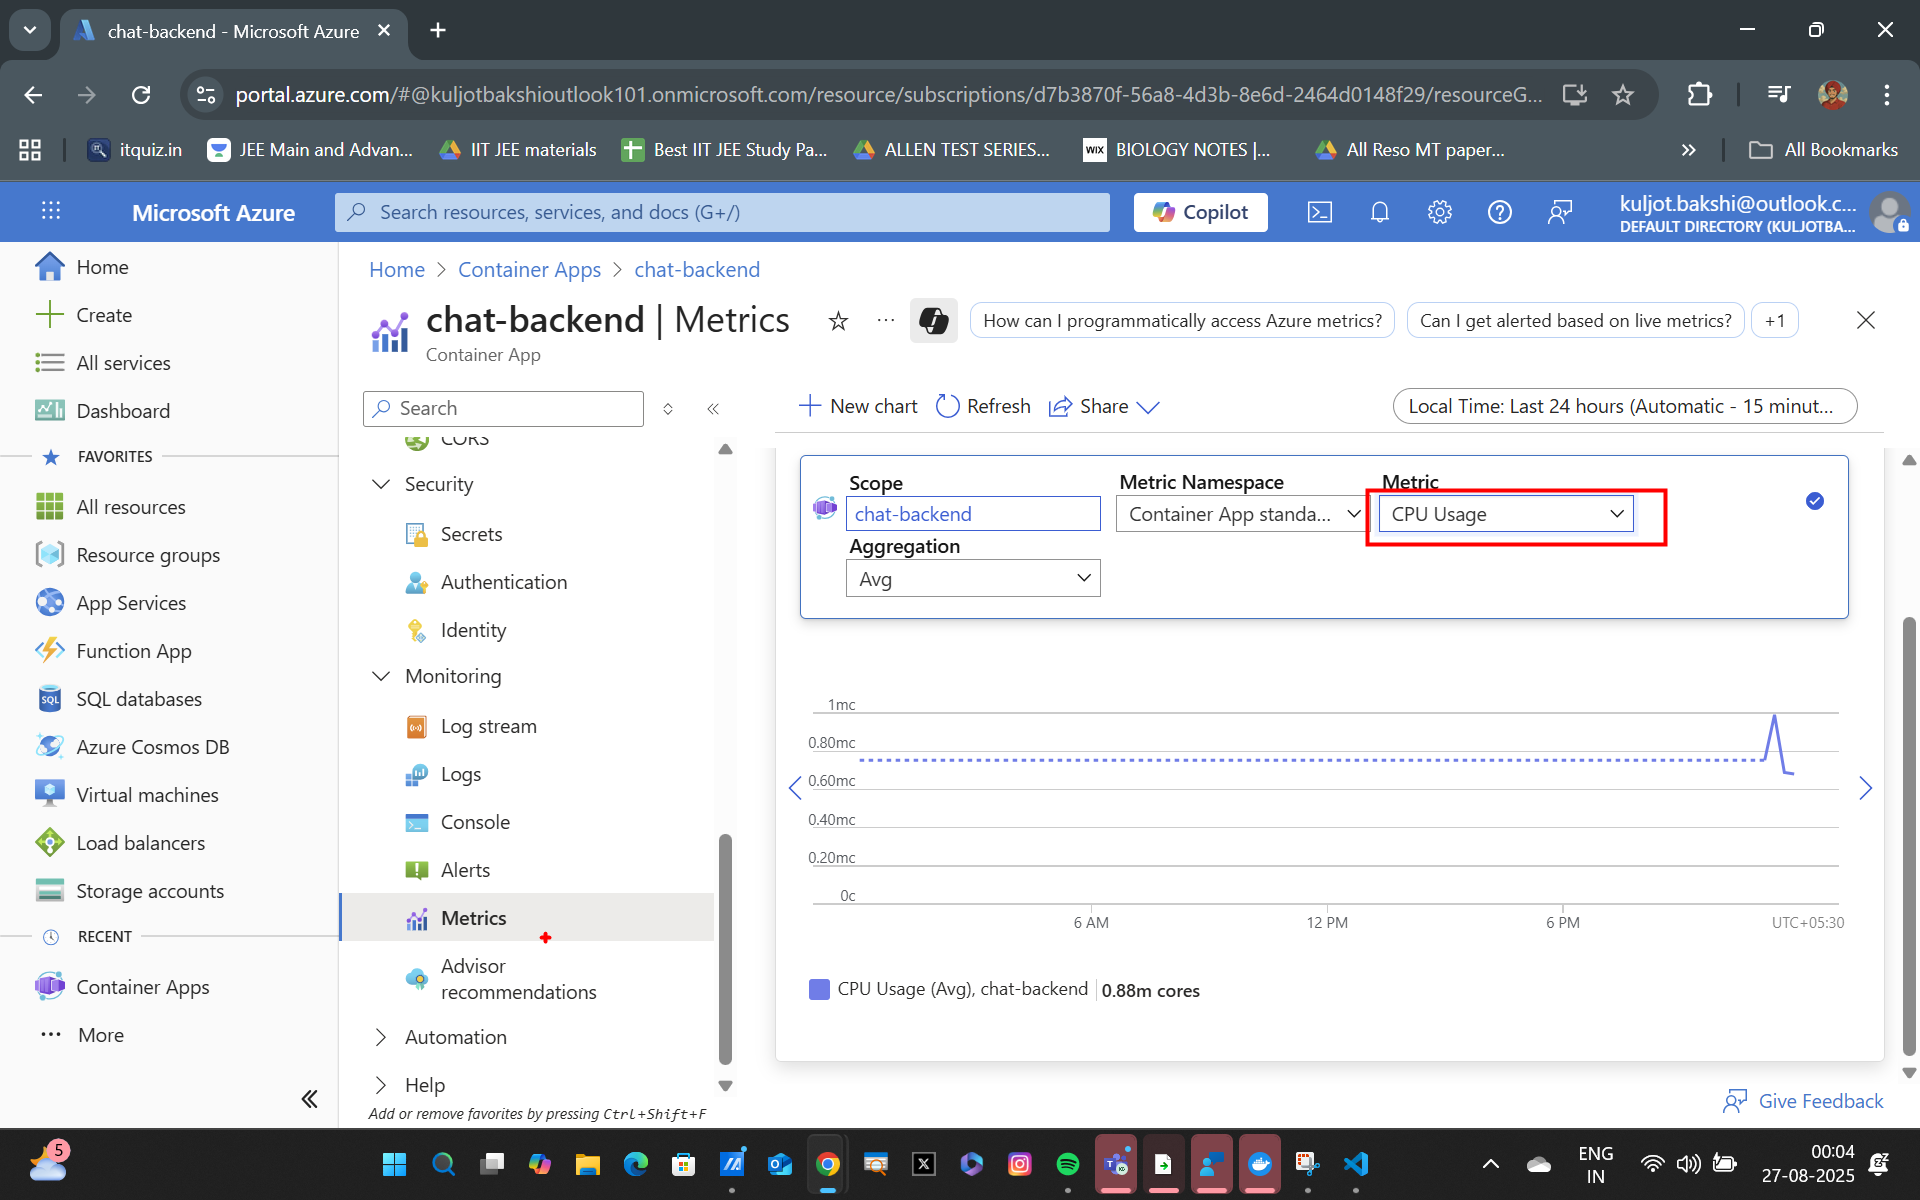 chat-backend - Microsoft Azure
portal.azure.com/#@kuljotbakshioutlook101.onmicrosoft.com/resource/subscriptions/d7b3870f-56a8-4d3b-8e6d-2464d0148f29/resourceG...
itquiz.in
JEE Main and Advan...
IIT JEE materials
Best IIT JEE Study Pa...
ALLEN TEST SERIES...
WIX
BIOLOGY NOTES |...
All Reso MT paper...
All Bookmarks
Microsoft Azure
Search resources, services, and docs (G+/)
Copilot
kuljot.bakshi@outlook.c...
DEFAULT DIRECTORY (KULJOTBA...
Home
Create
All services
Dashboard
FAVORITES
All resources
Resource groups
App Services
Function App
SQL
SQL databases
Azure Cosmos DB
Virtual machines
Load balancers
Storage accounts
RECENT
Container Apps
More
Home > Container Apps > chat-backend
chat-backend | Metrics
Container App
How can I programmatically access Azure metrics?
Can I get alerted based on live metrics?
+1
Search
CORS
Security
Secrets
Authentication
Identity
Monitoring
Log stream
Logs
Console
Alerts
Metrics
Advisor
recommendations
Automation
Help
Add or remove favorites by pressing Ctrl+Shift+F
New chart
Refresh
Share
Local Time: Last 24 hours (Automatic - 15 minut...
Scope
chat-backend
Metric Namespace
Container App standa...
Metric
CPU Usage
Aggregation
Avg
1mc
0.80mc
0.60mc
0.40mc
0.20mc
0c
6 AM
12 PM
6 PM
UTC+05:30
CPU Usage (Avg), chat-backend
0.88m cores
Give Feedback
5
ENG
IN
00:04
27-08-2025